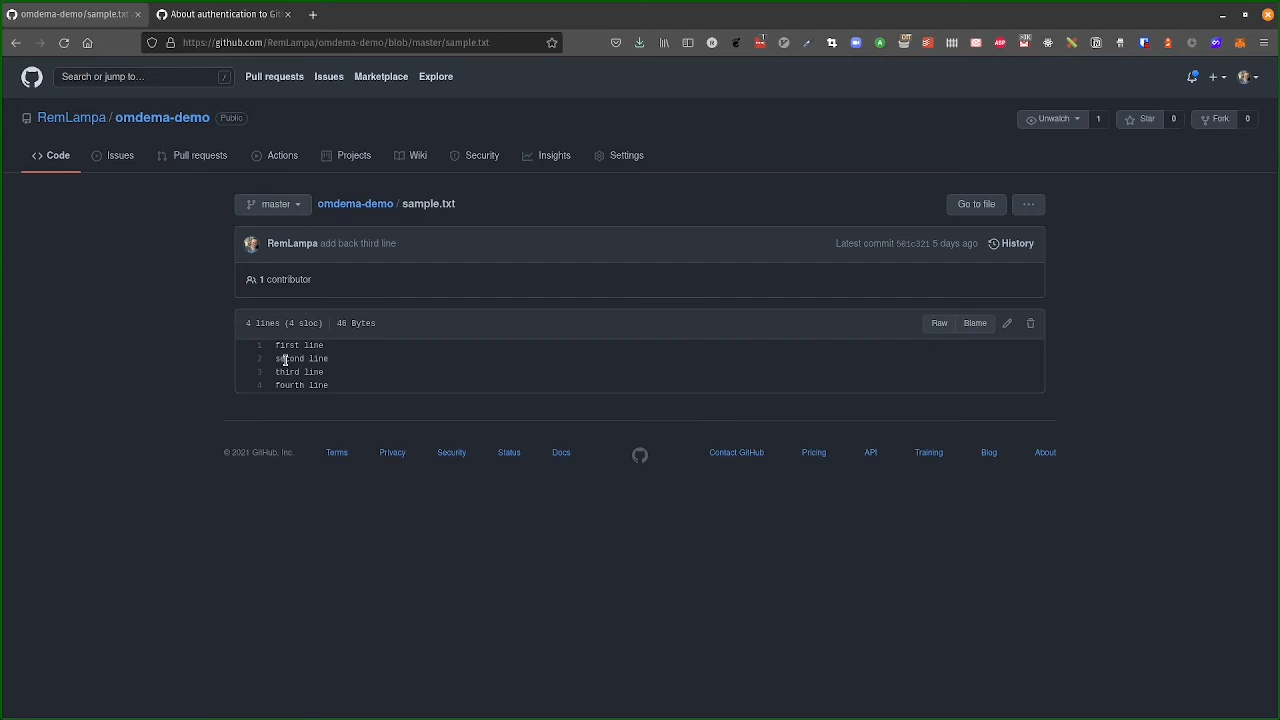 omdema-demo/sample.txt
About authentication to Git
https://github.com/RemLampa/omdema-demo/blob/master/sample.txt
Search or jump to…
/
Pull requests
Issues
Marketplace
Explore
RemLampa / omdema-demo
Public
Unwatch
1
Star
0
Fork
0
Code
Issues
Pull requests
Actions
Projects
Wiki
Security
Insights
Settings
master
omdema-demo / sample.txt
Go to file
RemLampa add back third line
Latest commit 501c321 5 days ago
History
1 contributor
4 lines (4 sloc)
46 Bytes
Raw
Blame
1 first line
2 second line
3 third line
4 fourth line
© 2021 GitHub, Inc.
Terms
Privacy
Security
Status
Docs
Contact GitHub
Pricing
API
Training
Blog
About